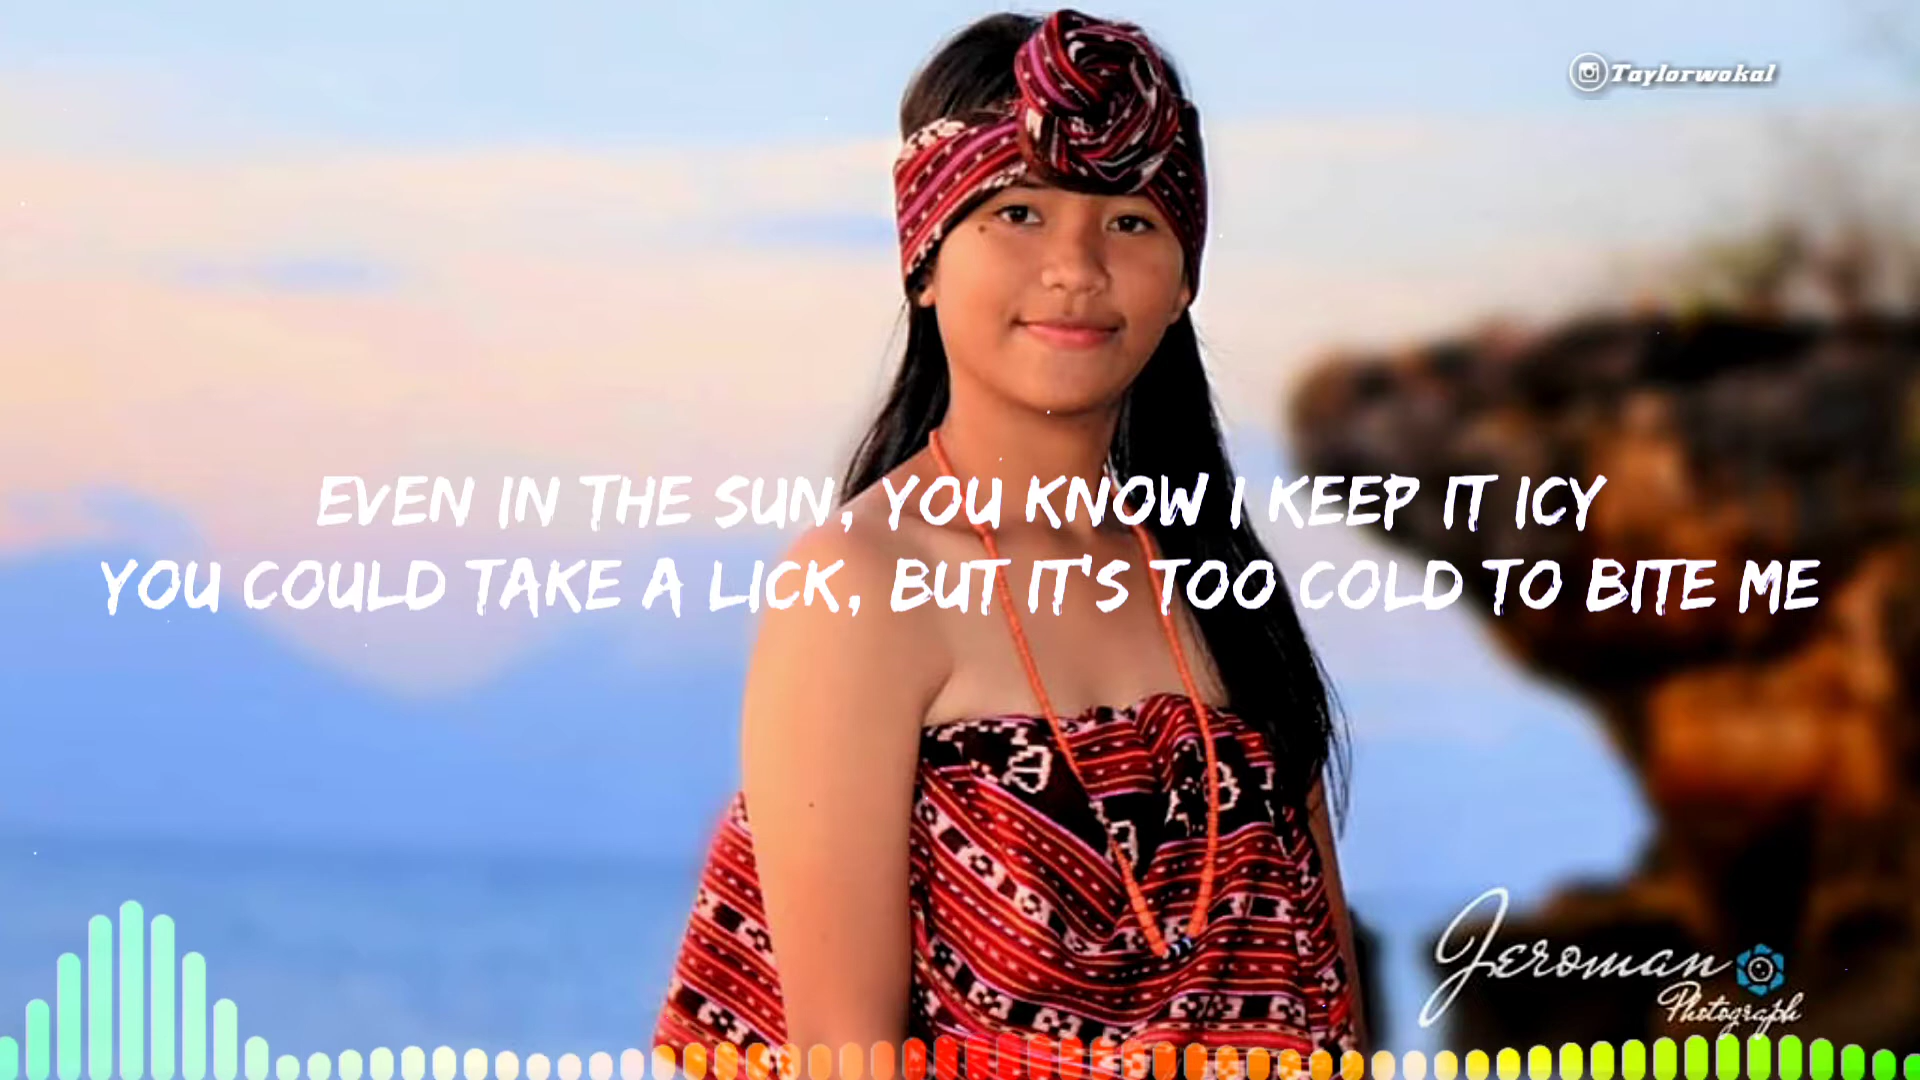 Taylorwokal
EVEN IN THE SUN, YOU KNOW I KEEP IT ICY
YOU COULD TAKE A LICK, BUT IT'S TOO COLD TO BITE ME
Jeroman
Photograph